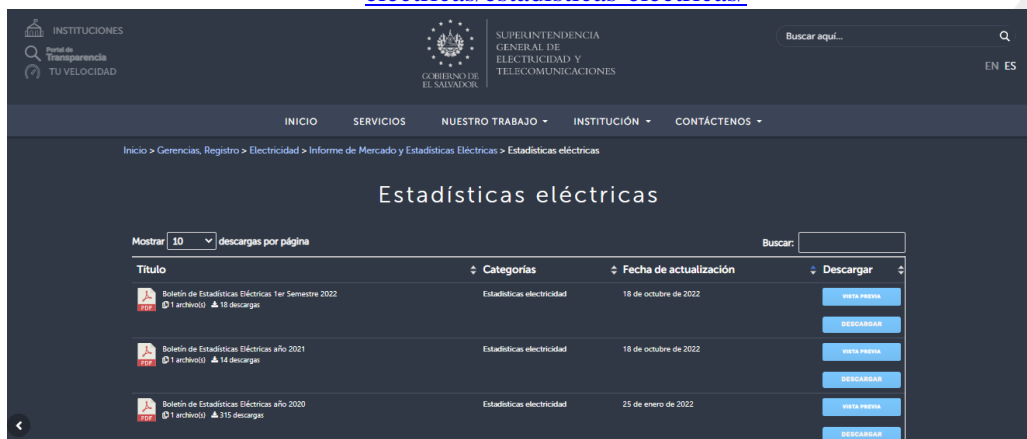 electricas/estadisticas-electricas/
INSTITUCIONES
Portal de
Transparencia
TU VELOCIDAD
GOBIERNO DE
EL SALVADOR
SUPERINTENDENCIA
GENERAL DE
ELECTRICIDAD Y
TELECOMUNICACIONES
Buscar aquí...
EN ES
INICIO SERVICIOS NUESTRO TRABAJO INSTITUCIÓN CONTÁCTENOS
Inicio > Gerencias, Registro > Electricidad > Informe de Mercado y Estadísticas Eléctricas > Estadísticas eléctricas
Estadísticas eléctricas
Mostrar 10 descargas por página Buscar:
Título Categorías Fecha de actualización Descargar
Boletín de Estadísticas Eléctricas 1er Semestre 2022 Estadísticas electricidad 18 de octubre de 2022 VISTA PREVIA
PDF 1 archivo(s) 18 descargas
DESCARGAR
Boletín de Estadísticas Eléctricas año 2021 Estadísticas electricidad 18 de octubre de 2022 VISTA PREVIA
PDF 1 archivo(s) 14 descargas
DESCARGAR
Boletín de Estadísticas Eléctricas año 2020 Estadísticas electricidad 25 de enero de 2022 VISTA PREVIA
PDF 1 archivo(s) 315 descargas
DESCARGAR